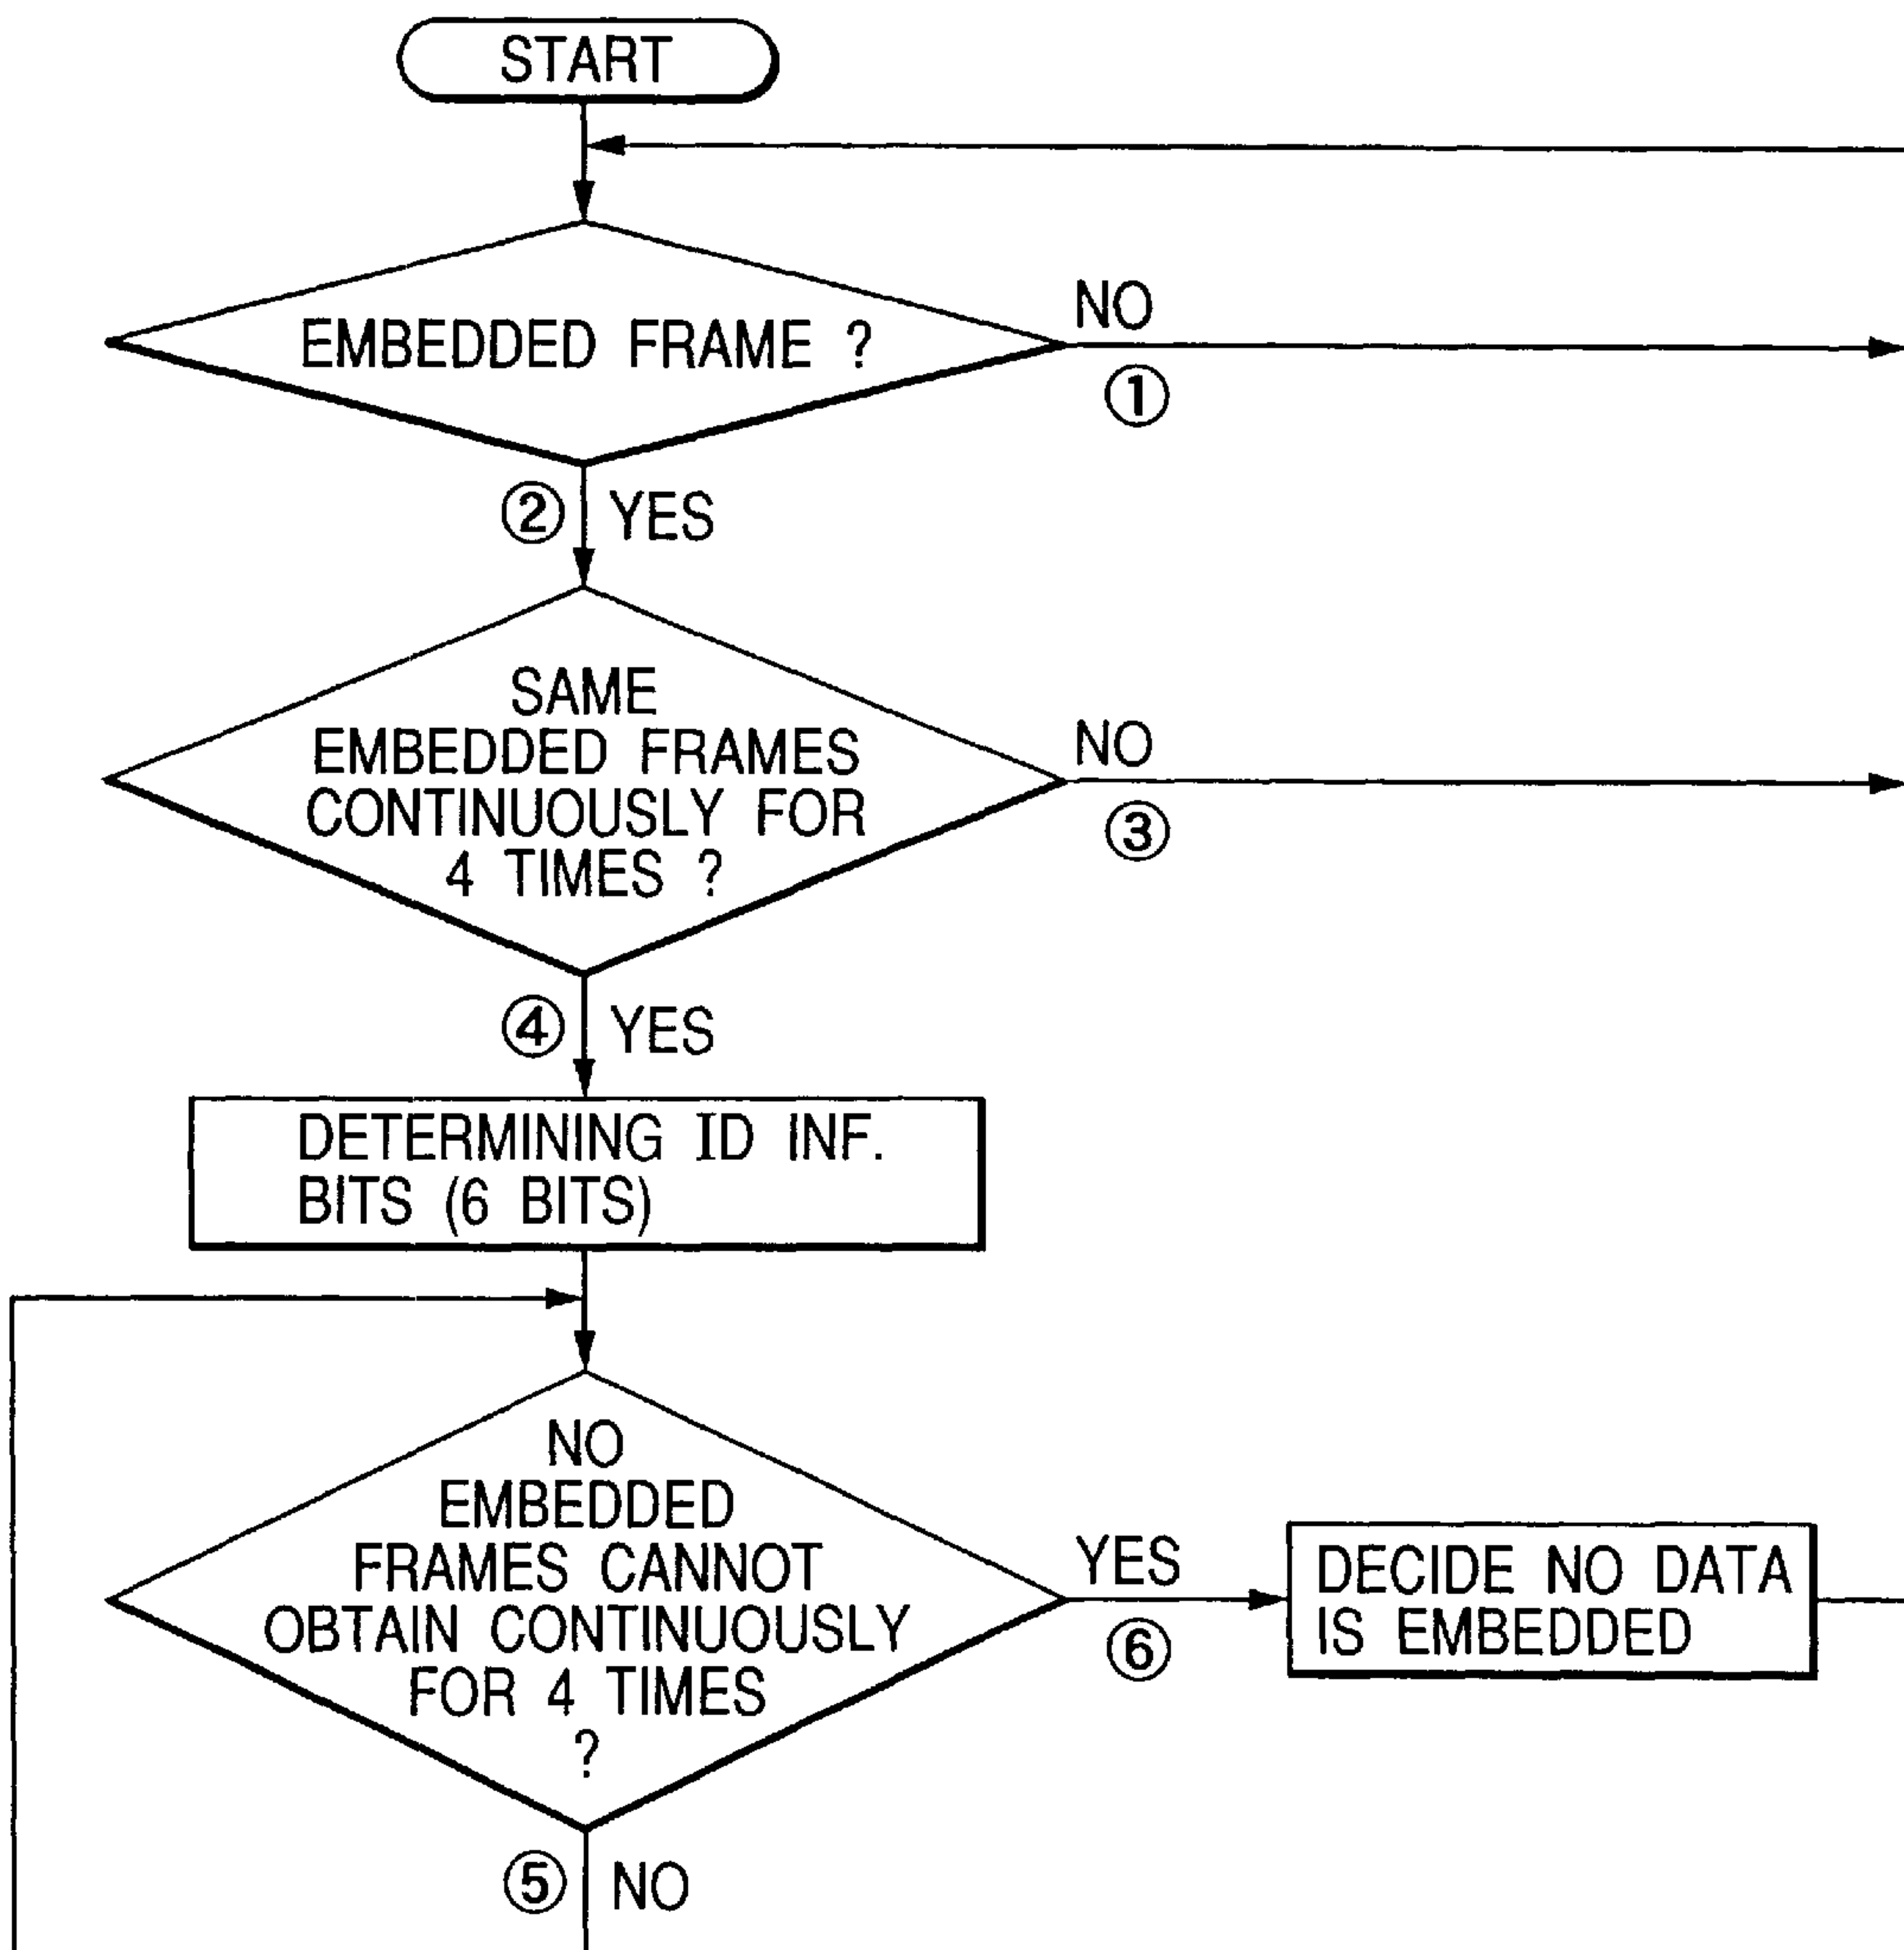 START
EMBEDDED FRAME ?
NO
①
②
YES
SAME
EMBEDDED FRAMES
CONTINUOUSLY FOR
4 TIMES ?
NO
③
④
YES
DETERMINING ID INF.
BITS (6 BITS)
NO
EMBEDDED
FRAMES CANNOT
OBTAIN CONTINUOUSLY
FOR 4 TIMES
?
YES
⑥
DECIDE NO DATA
IS EMBEDDED
⑤
NO